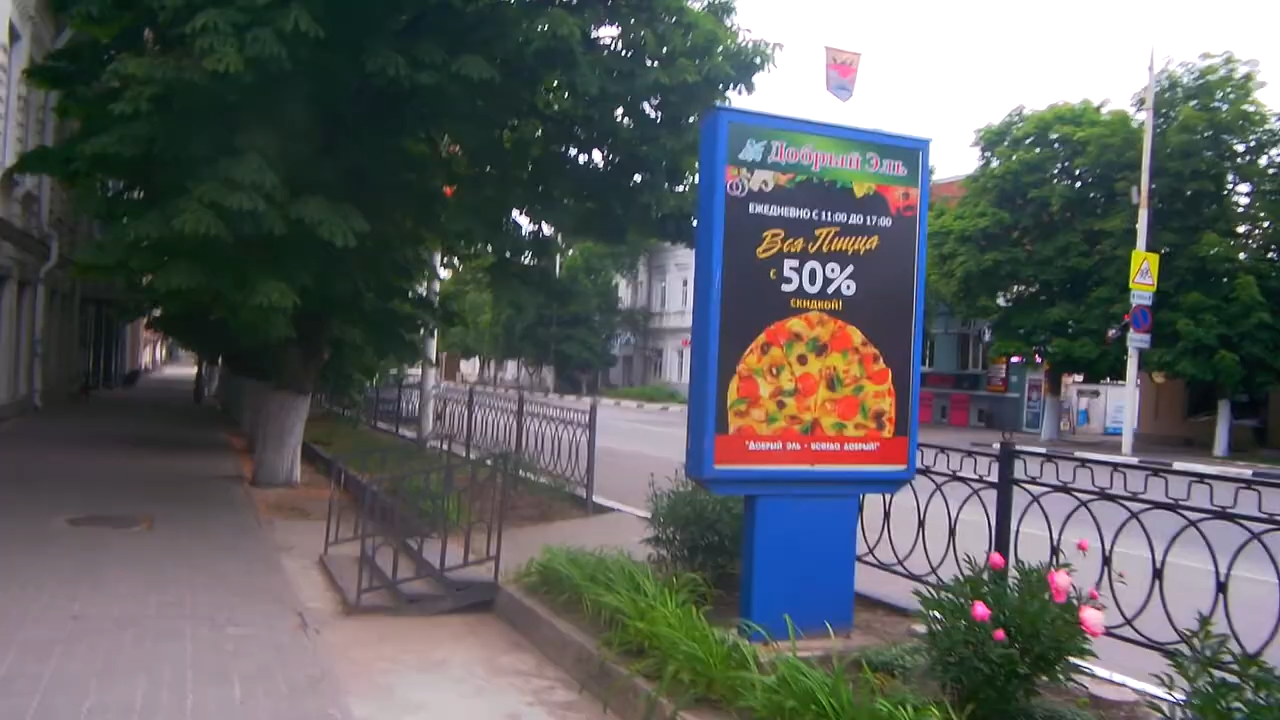 Добрый Эль
ЕЖЕДНЕВНО С 11:00 ДО 17:00
Вся Пицца
с 50%
СКИДКОЙ!
"ДОБРЫЙ ЭЛЬ - ВСЕГДА ДОБРЫЙ!"